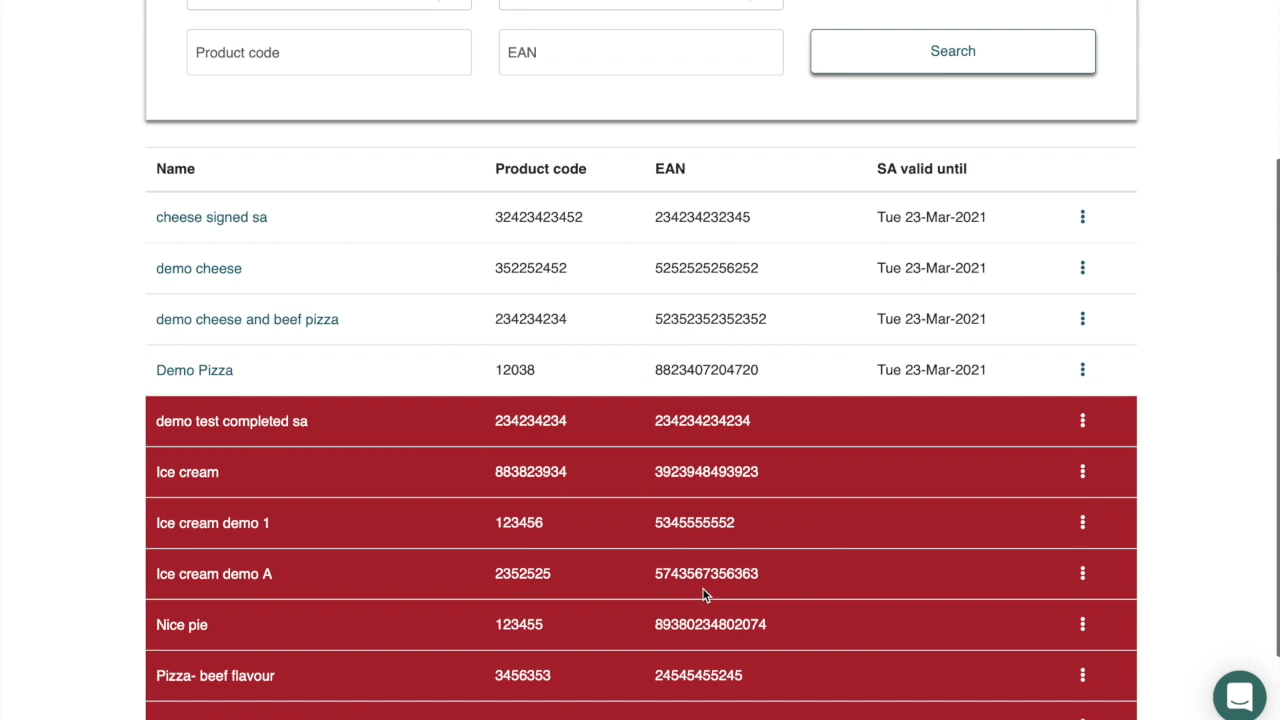 Product code EAN Search
Name Product code EAN SA valid until
cheese signed sa 32423423452 234234232345 Tue 23-Mar-2021
demo cheese 352252452 5252525256252 Tue 23-Mar-2021
demo cheese and beef pizza 234234234 52352352352352 Tue 23-Mar-2021
Demo Pizza 12038 8823407204720 Tue 23-Mar-2021
demo test completed sa 234234234 234234234234
Ice cream 883823934 3923948493923
Ice cream demo 1 123456 5345555552
Ice cream demo A 2352525 5743567356363
Nice pie 123455 89380234802074
Pizza- beef flavour 3456353 24545455245